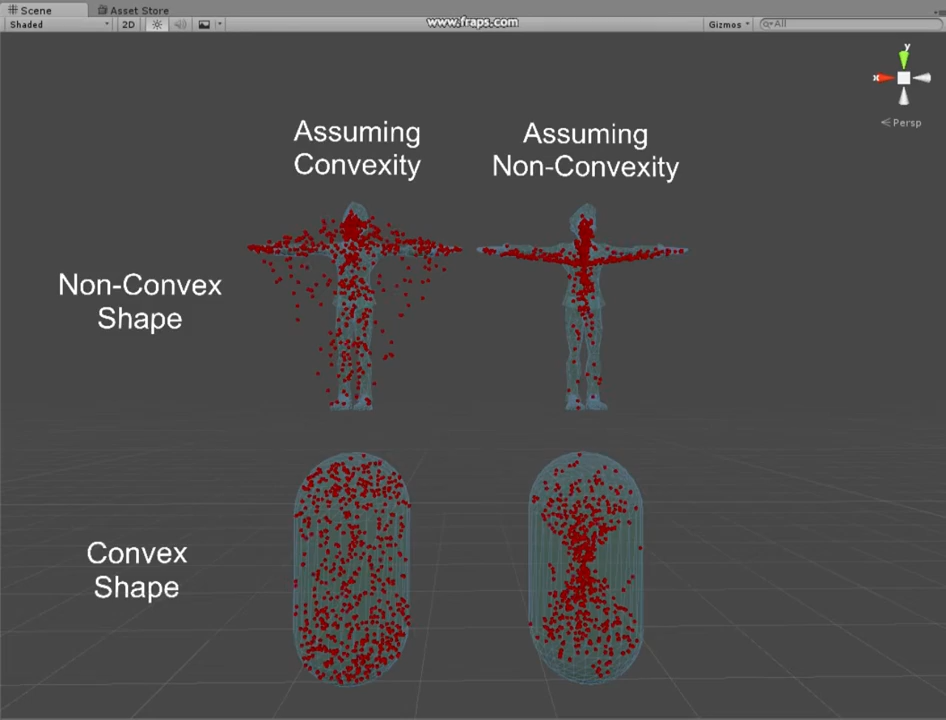 Scene
Asset Store
Shaded
2D
www.fraps.com
Gizmos
All
y
x
Persp
Assuming
Convexity
Assuming
Non-Convexity
Non-Convex
Shape
Convex
Shape